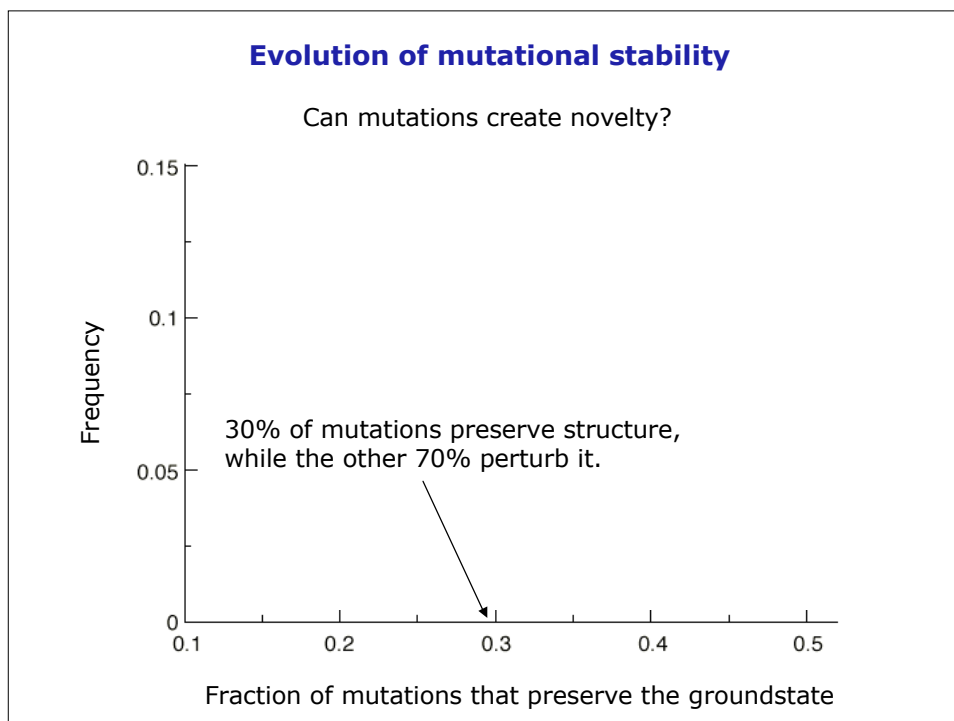 Evolution of mutational stability
Can mutations create novelty?
0.15
0.1
Frequency
30% of mutations preserve structure,
while the other 70% perturb it.
0.05
0
0.1 0.2 0.3 0.4 0.5
Fraction of mutations that preserve the groundstate